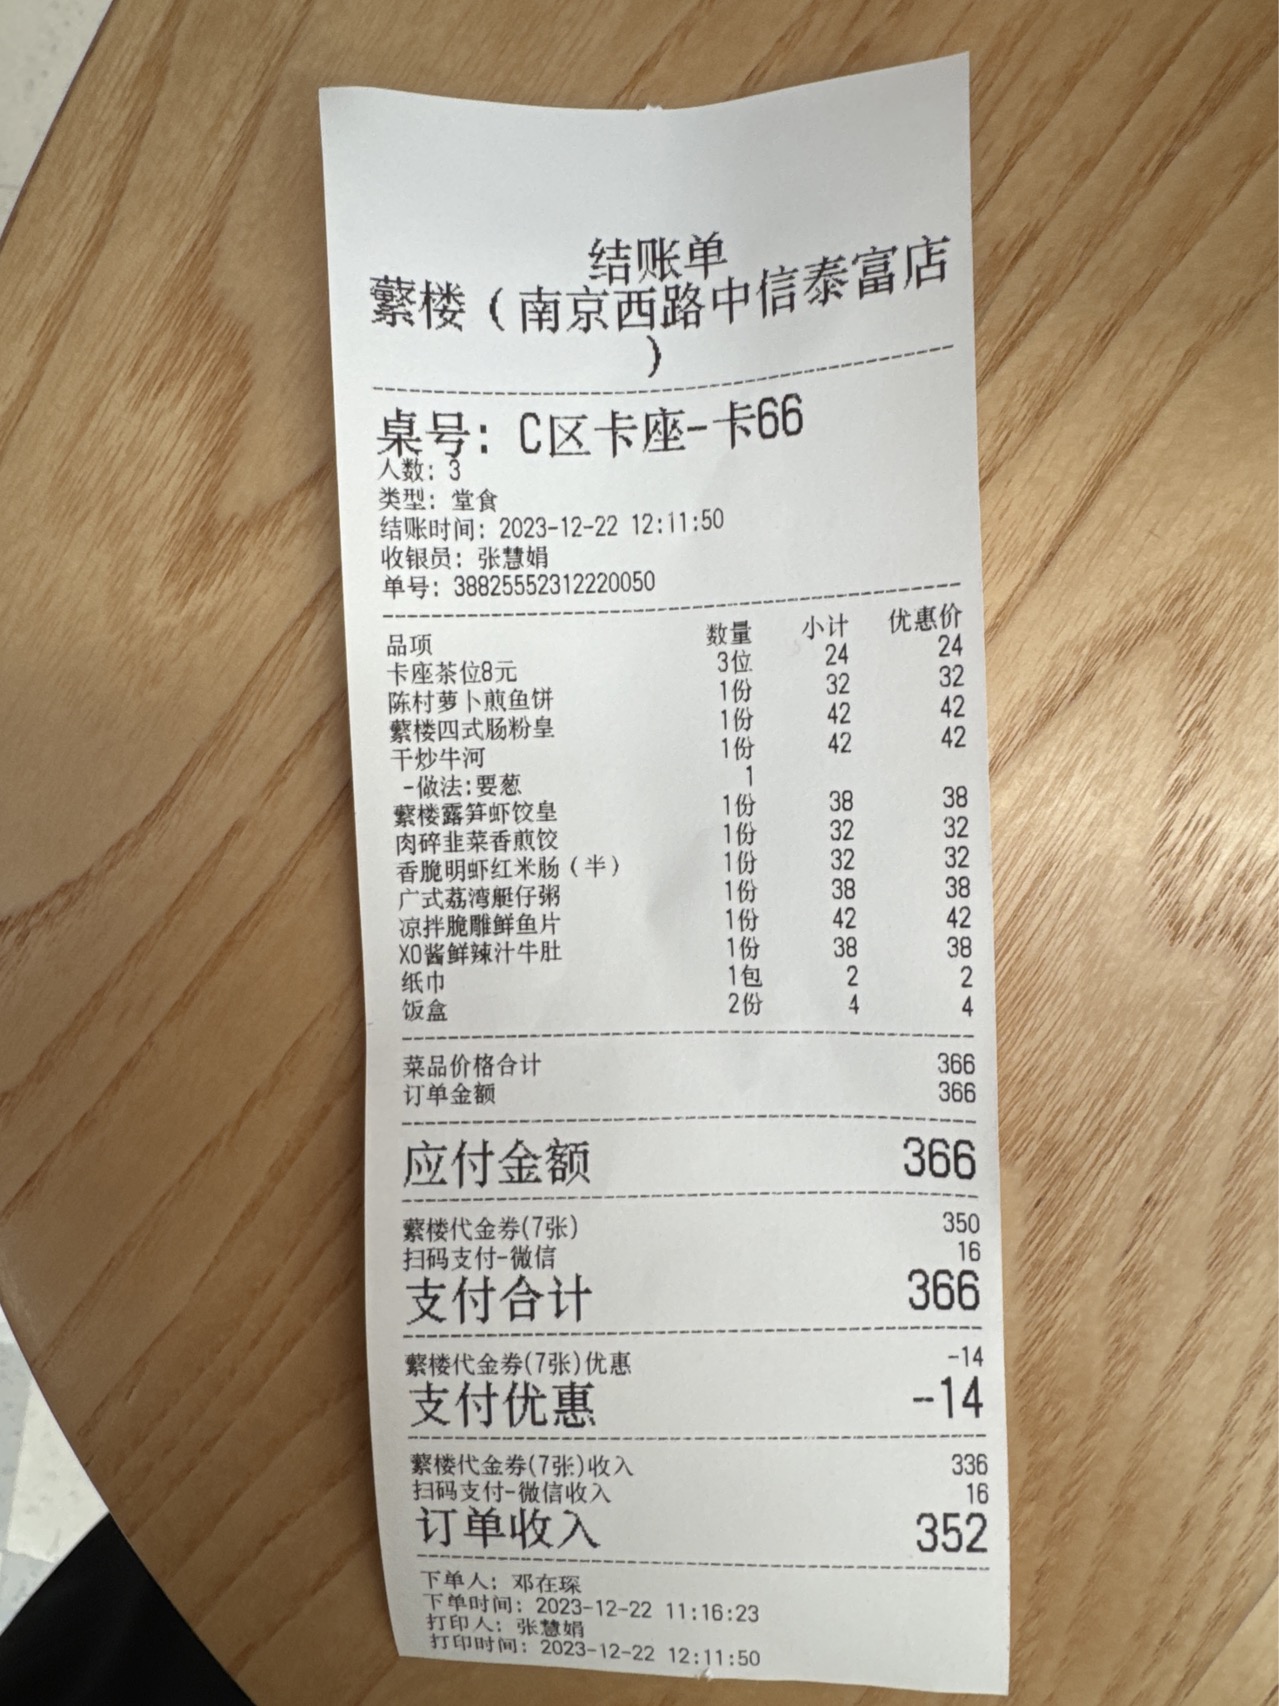 结账单
蘩楼（南京西路中信泰富店
）
桌号: C区卡座-卡66
人数: 3
类型: 堂食
结账时间: 2023-12-22 12:11:50
收银员: 张慧娟
单号: 38825552312220050
品项 数量 小计 优惠价
卡座茶位8元 3位 24 24
陈村萝卜煎鱼饼 1份 32 32
蘩楼四式肠粉皇 1份 42 42
干炒牛河 1份 42 42
-做法:要葱 1
蘩楼露笋虾饺皇 1份 38 38
肉碎韭菜香煎饺 1份 32 32
香脆明虾红米肠（半） 1份 32 32
广式荔湾艇仔粥 1份 38 38
凉拌脆雕鲜鱼片 1份 42 42
XO酱鲜辣汁牛肚 1份 38 38
纸巾 1包 2 2
饭盒 2份 4 4
菜品价格合计 366
订单金额 366
应付金额 366
蘩楼代金券(7张) 350
扫码支付-微信 16
支付合计 366
蘩楼代金券(7张)优惠 -14
支付优惠 -14
蘩楼代金券(7张)收入 336
扫码支付-微信收入 16
订单收入 352
下单人: 邓在琛
下单时间: 2023-12-22 11:16:23
打印人: 张慧娟
打印时间: 2023-12-22 12:11:50